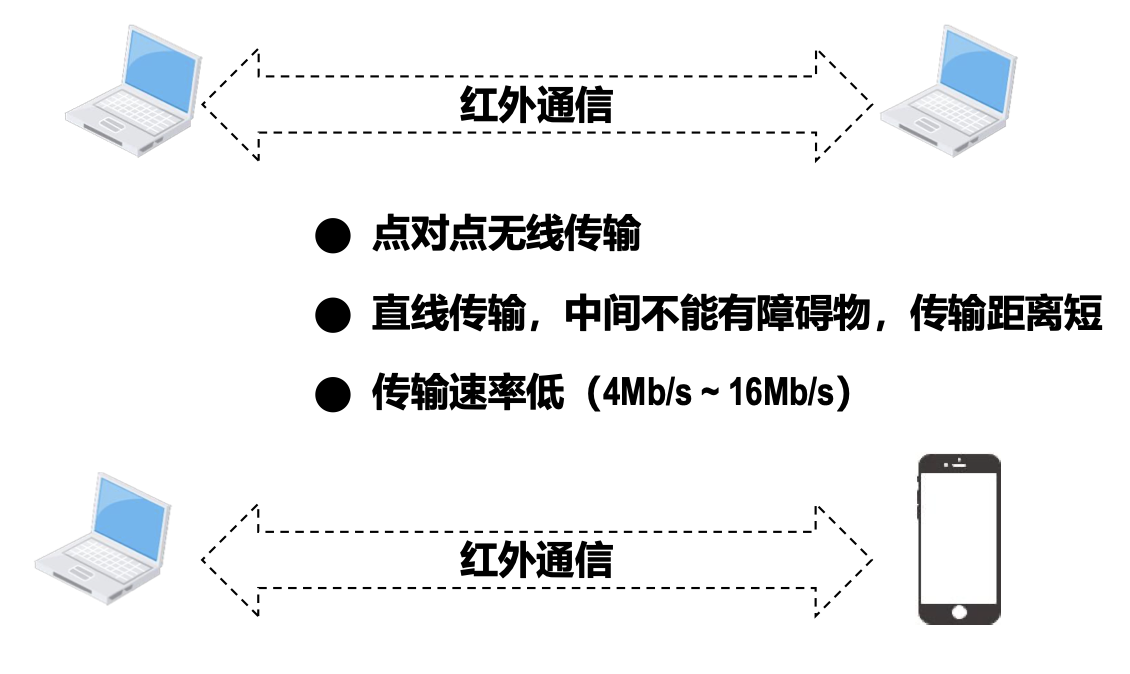 红外通信
● 点对点无线传输
● 直线传输，中间不能有障碍物，传输距离短
● 传输速率低（4Mb/s ~ 16Mb/s）
红外通信